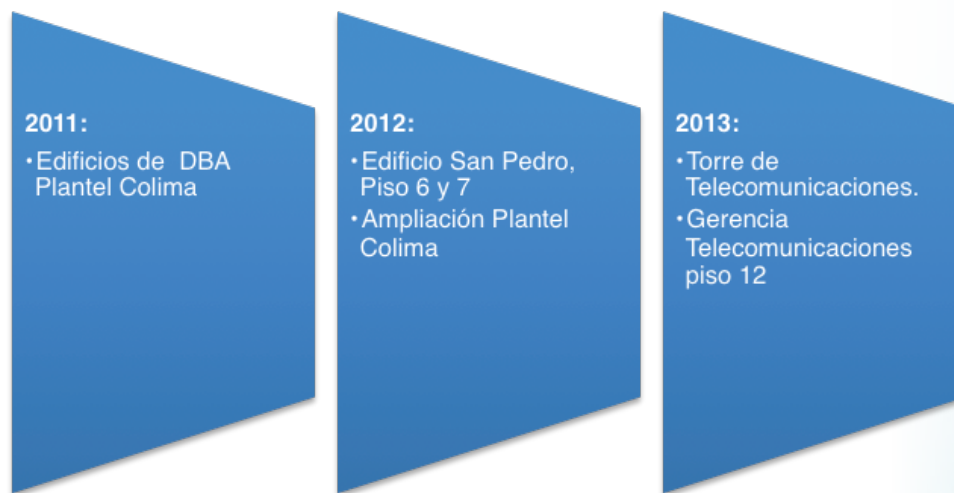 2011:
•Edificios de DBA
Plantel Colima
2012:
•Edificio San Pedro,
Piso 6 y 7
•Ampliación Plantel
Colima
2013:
•Torre de
Telecomunicaciones.
•Gerencia
Telecomunicaciones
piso 12